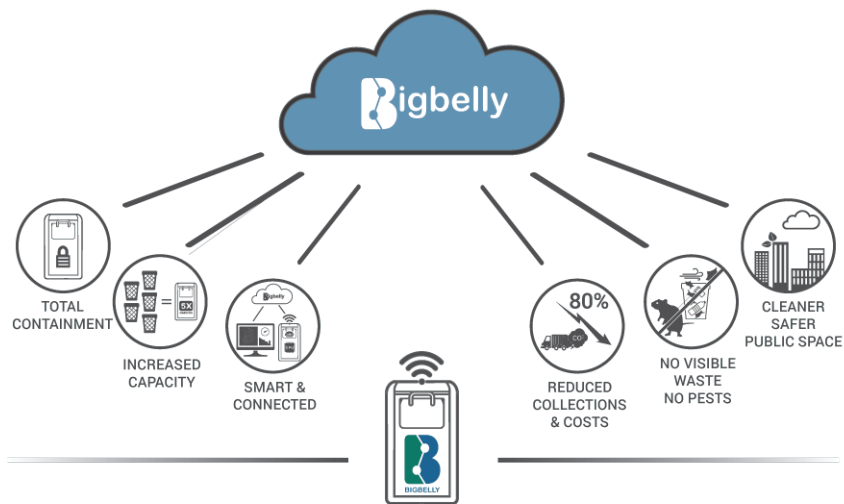 Bigbelly
TOTAL
CONTAINMENT
5X
INCREASED
CAPACITY
Bigbelly
SMART &
CONNECTED
80%
CO²
REDUCED
COLLECTIONS
& COSTS
NO VISIBLE
WASTE
NO PESTS
CLEANER
SAFER
PUBLIC SPACE
B
BIGBELLY